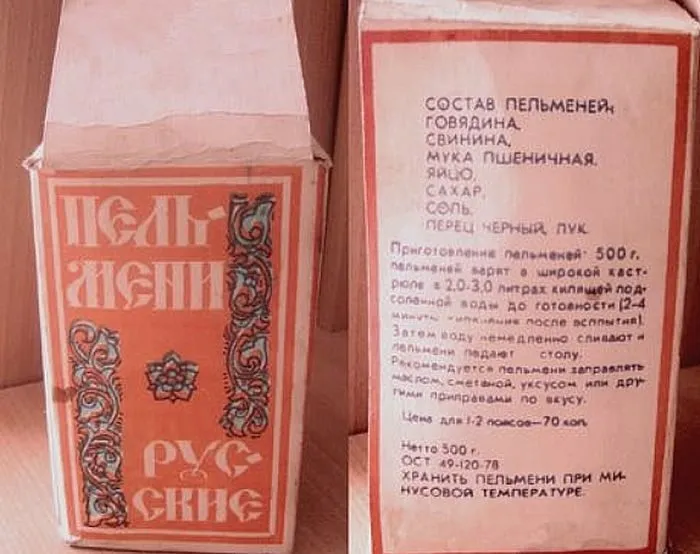 ПЕЛЬ-
МЕНИ
РУС-
СКИЕ
СОСТАВ ПЕЛЬМЕНЕЙ:
ГОВЯДИНА,
СВИНИНА,
МУКА ПШЕНИЧНАЯ,
ЯЙЦО,
САХАР,
СОЛЬ,
ПЕРЕЦ ЧЕРНЫЙ, ЛУК.
Приготовление пельменей: 500 г.
пельменей варят в широкой каст-
рюле в 2,0-3,0 литрах кипящей под-
соленной воды до готовности (2-4
минуты кипения после всплытия).
Затем воду немедленно сливают и
пельмени подают столу.
Рекомендуется пельмени заправлять
маслом, сметаной, уксусом или дру-
гими приправами по вкусу.
Цена для 1-2 поясов—70 коп.
Нетто 500 г.
ОСТ 49-120-78
ХРАНИТЬ ПЕЛЬМЕНИ ПРИ МИ-
НУСОВОЙ ТЕМПЕРАТУРЕ.